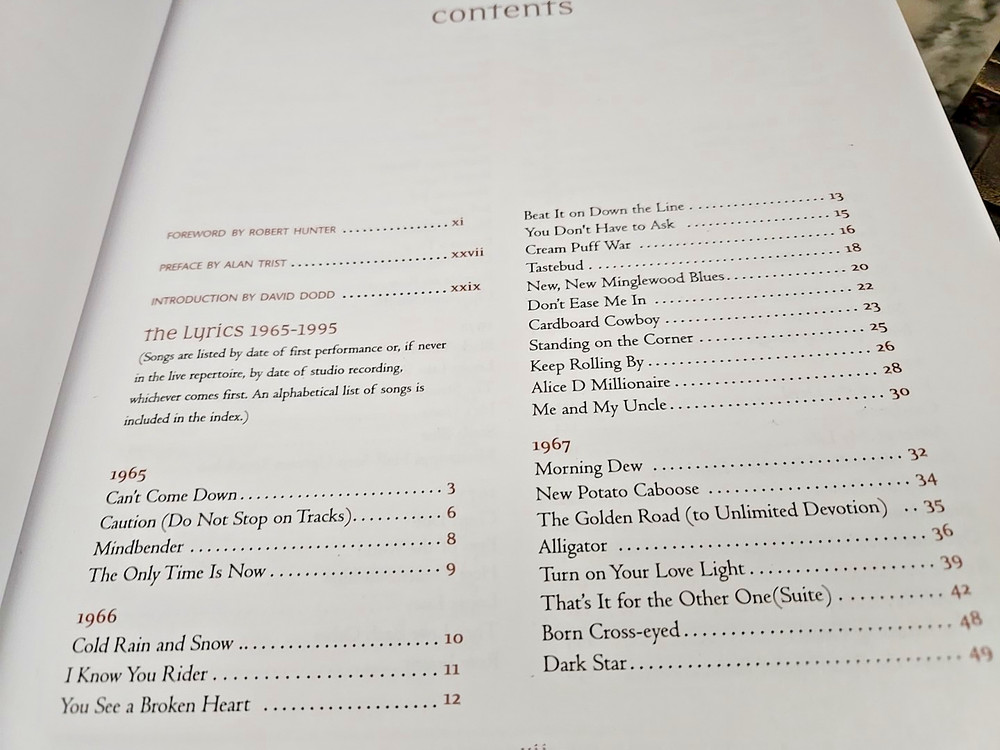 contents
FOREWORD BY ROBERT HUNTER .................. xi
PREFACE BY ALAN TRIST ........................... xxvii
INTRODUCTION BY DAVID DODD .................. xxix
the Lyrics 1965-1995
(Songs are listed by date of first performance or, if never
in the live repertoire, by date of studio recording,
whichever comes first. An alphabetical list of songs is
included in the index.)
1965
Can't Come Down.............................. 3
Caution (Do Not Stop on Tracks)........... 6
Mindbender .................................... 8
The Only Time Is Now........................ 9
1966
Cold Rain and Snow ........................... 10
I Know You Rider .............................. 11
You See a Broken Heart ...................... 12
Beat It on Down the Line .................... 13
You Don't Have to Ask ...................... 15
Cream Puff War .............................. 16
Tastebud ....................................... 18
New, New Minglewood Blues................ 20
Don't Ease Me In ............................. 22
Cardboard Cowboy ............................ 23
Standing on the Corner ...................... 25
Keep Rolling By ............................... 26
Alice D Millionaire ............................ 28
Me and My Uncle.............................. 30
1967
Morning Dew .................................. 32
New Potato Caboose .......................... 34
The Golden Road (to Unlimited Devotion) .. 35
Alligator ....................................... 36
Turn on Your Love Light..................... 39
That's It for the Other One(Suite) .......... 42
Born Cross-eyed............................... 48
Dark Star....................................... 49